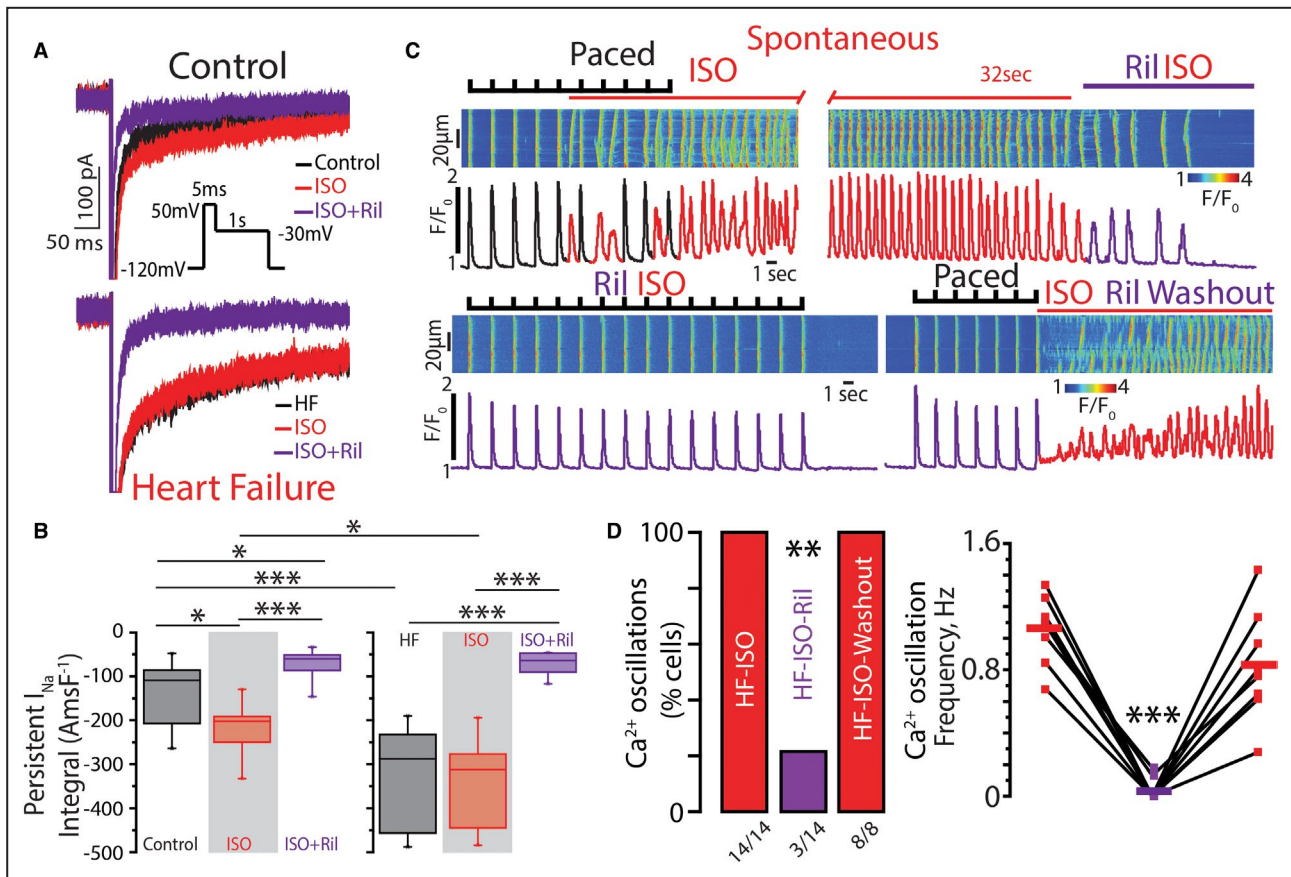 A
Control
100 pA
50 ms
Control
ISO
ISO+Ril
5ms
50mV
1s
-30mV
-120mV
HF
ISO
ISO+Ril
Heart Failure
C
Spontaneous
Paced
ISO
32sec
Ril ISO
20µm
1 4
F/F0
2
F/F0
1
1 sec
Ril ISO
Paced
ISO Ril Washout
20µm
1 sec
1 4
F/F0
2
F/F0
1
B
*
*
***
***
*
***
***
Persistent INa
Integral (AmsF-1)
0
-100
-200
-300
-400
-500
Control
ISO
ISO+Ril
HF
ISO
ISO+Ril
D
Ca2+ oscillations
(% cells)
100
0
HF-ISO
**
HF-ISO-Ril
HF-ISO-Washout
14/14
3/14
8/8
Ca2+ oscillation
Frequency, Hz
1.6
0.8
0
***